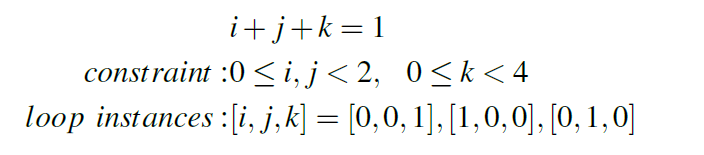 i + j + k = 1
constraint : 0 ≤ i, j < 2, 0 ≤ k < 4
loop instances : [i, j, k] = [0, 0, 1], [1, 0, 0], [0, 1, 0]